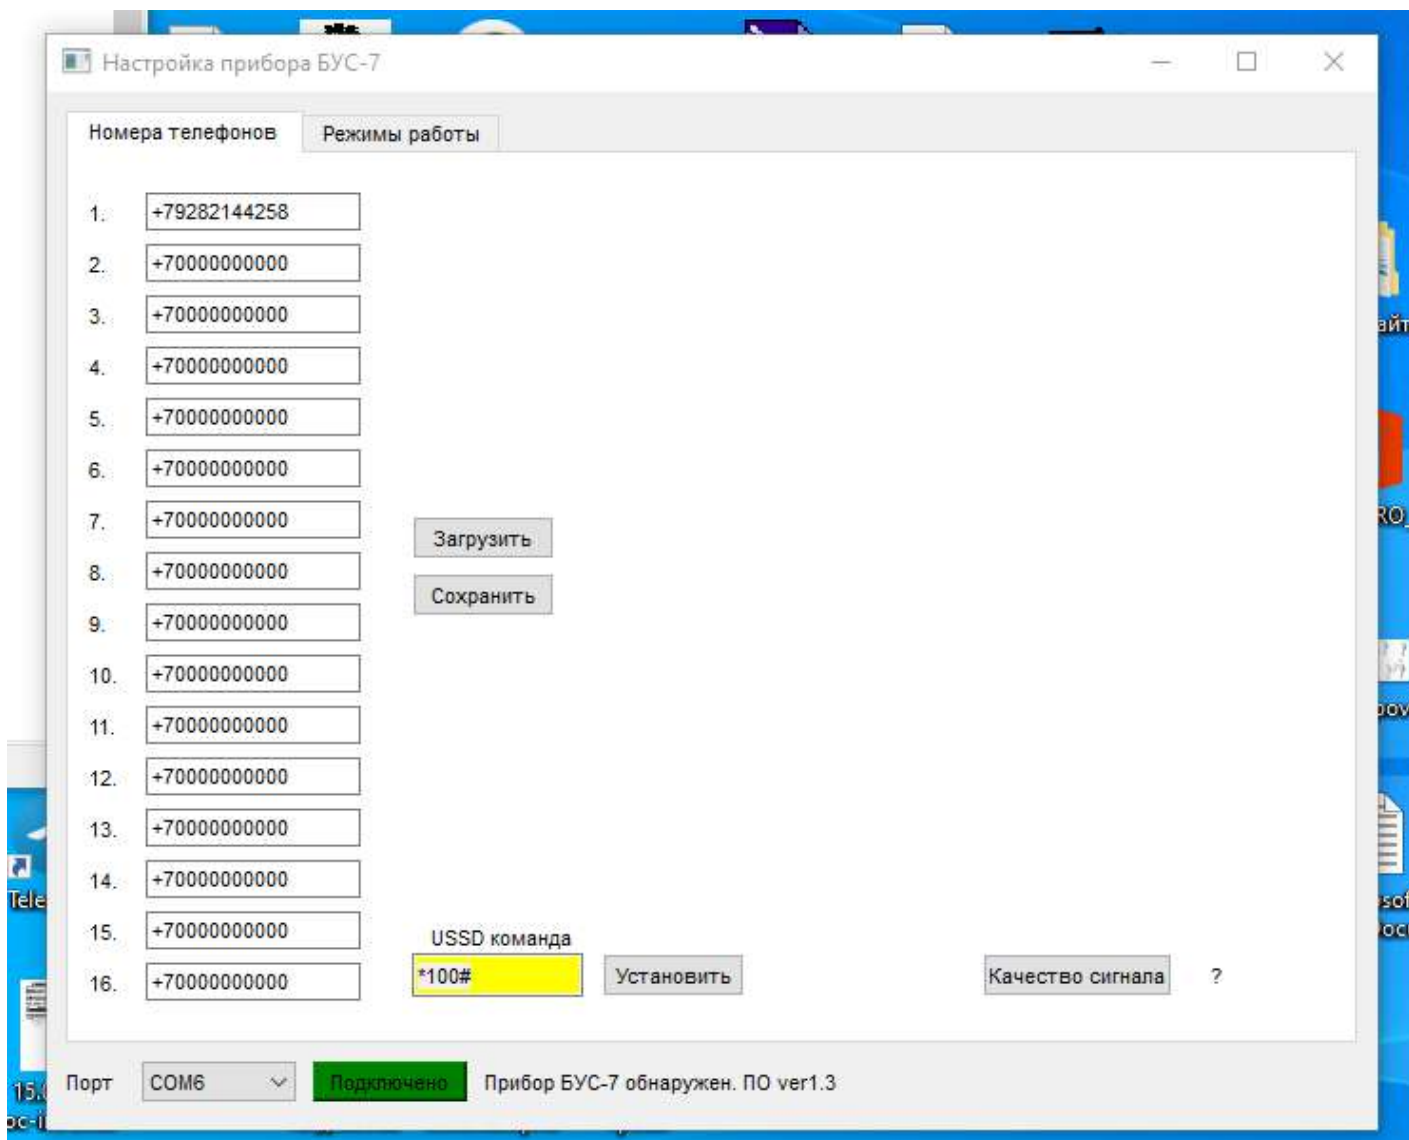 Настройка прибора БУС-7
Номера телефонов Режимы работы
1. +79282144258
2. +70000000000
3. +70000000000
4. +70000000000
5. +70000000000
6. +70000000000
7. +70000000000
Загрузить
8. +70000000000
Сохранить
9. +70000000000
10. +70000000000
11. +70000000000
12. +70000000000
13. +70000000000
14. +70000000000
15. +70000000000
USSD команда
16. +70000000000 *100# Установить Качество сигнала ?
Порт COM6 Подключено Прибор БУС-7 обнаружен. ПО ver1.3